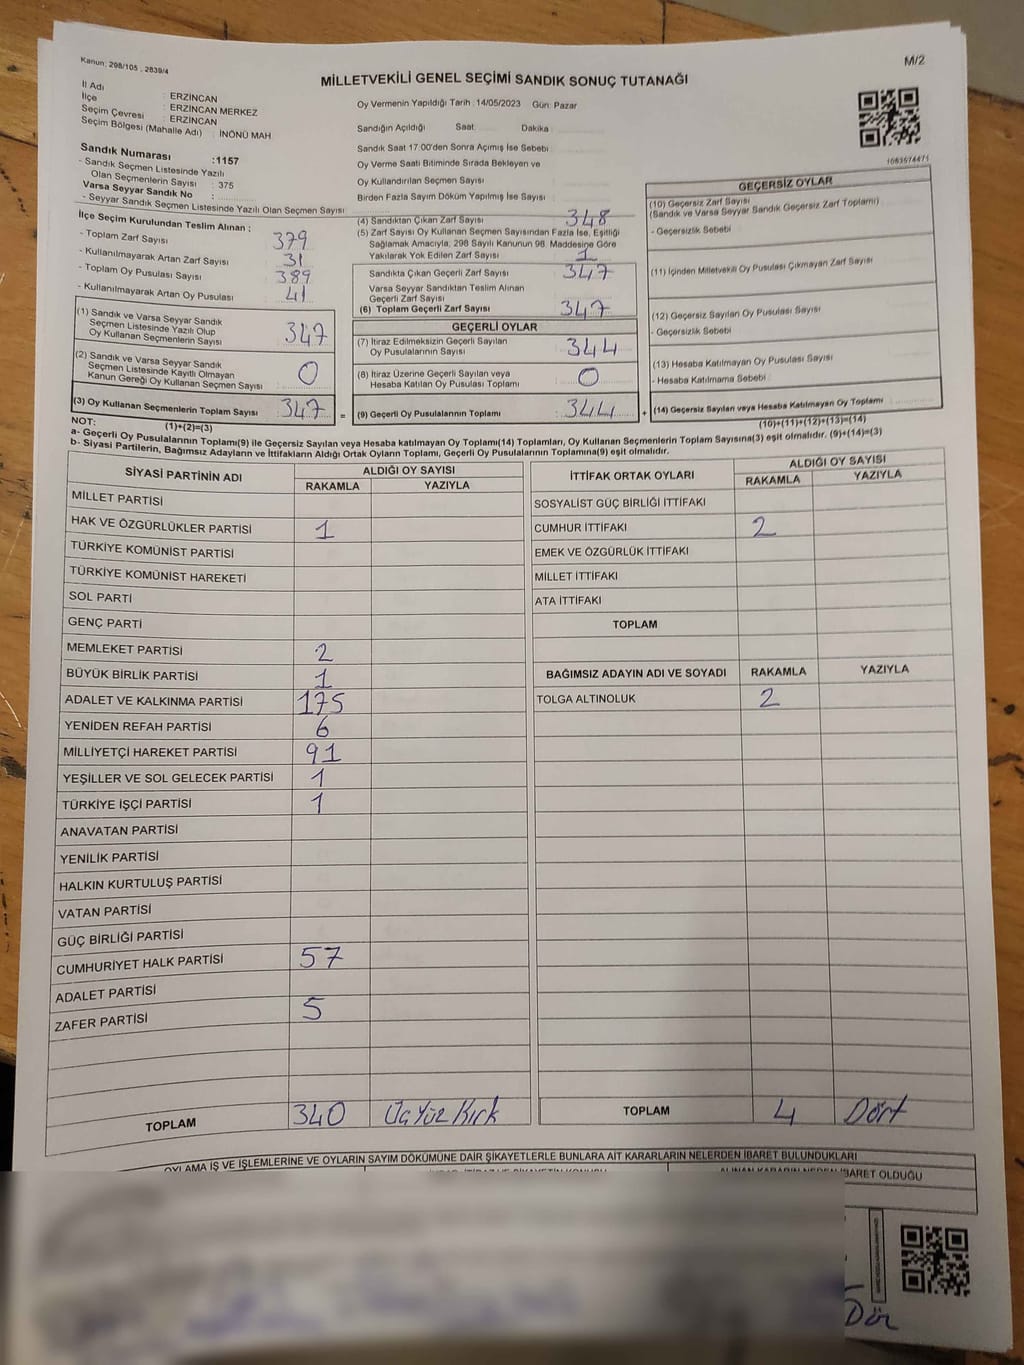 Kanun: 298/105 . 2839/4
M/2
MİLLETVEKİLİ GENEL SEÇİMİ SANDIK SONUÇ TUTANAĞI
İl Adı : ERZİNCAN
İlçe : ERZİNCAN MERKEZ
Seçim Çevresi : ERZİNCAN
Seçim Bölgesi (Mahalle Adı) : İNÖNÜ MAH
Sandık Numarası :1157
- Sandık Seçmen Listesinde Yazılı
Olan Seçmenlerin Sayısı : 375
Varsa Seyyar Sandık No :
- Seyyar Sandık Seçmen Listesinde Yazılı Olan Seçmen Sayısı
Oy Vermenin Yapıldığı Tarih : 14/05/2023 Gün: Pazar
Sandığın Açıldığı Saat Dakika
Sandık Saat 17.00'den Sonra Açımış İse Sebebi
Oy Verme Saati Bitiminde Sırada Bekleyen ve
Oy Kullandırılan Seçmen Sayısı
Birden Fazla Sayım Döküm Yapılmış İse Sayısı
1083674471
İlçe Seçim Kurulundan Teslim Alınan :
- Toplam Zarf Sayısı 379
- Kullanılmayarak Artan Zarf Sayısı 31
- Toplam Oy Pusulası Sayısı 389
- Kullanılmayarak Artan Oy Pusulası 41
(1) Sandık ve Varsa Seyyar Sandık
Seçmen Listesinde Yazılı Olup
Oy Kullanan Seçmenlerin Sayısı 347
(2) Sandık ve Varsa Seyyar Sandık
Seçmen Listesinde Kayıtlı Olmayan
Kanun Gereği Oy Kullanan Seçmen Sayısı 0
(3) Oy Kullanan Seçmenlerin Toplam Sayısı 347 =
(1)+(2)=(3)
(4) Sandıktan Çıkan Zarf Sayısı 348
(5) Zarf Sayısı Oy Kullanan Seçmen Sayısından Fazla İse, Eşitliği
Sağlamak Amacıyla, 298 Sayılı Kanunun 98. Maddesine Göre
Yakılarak Yok Edilen Zarf Sayısı 1
Sandıkta Çıkan Geçerli Zarf Sayısı 347
Varsa Seyyar Sandıktan Teslim Alınan
Geçerli Zarf Sayısı
(6) Toplam Geçerli Zarf Sayısı 347
GEÇERLİ OYLAR
(7) İtiraz Edilmeksizin Geçerli Sayılan
Oy Pusulalarının Sayısı 344
(8) İtiraz Üzerine Geçerli Sayılan veya
Hesaba Katılan Oy Pusulası Toplamı 0
(9) Geçerli Oy Pusulalarının Toplamı 344 +
GEÇERSİZ OYLAR
(10) Geçersiz Zarf Sayısı
(Sandık ve Varsa Seyyar Sandık Geçersiz Zarf Toplamı)
- Geçersizlik Sebebi
(11) İçinden Milletvekili Oy Pusulası Çıkmayan Zarf Sayısı
(12) Geçersiz Sayılan Oy Pusulası Sayısı
- Geçersizlik Sebebi
(13) Hesaba Katılmayan Oy Pusulası Sayısı
- Hesaba Katılmama Sebebi
(14) Geçersiz Sayılan veya Hesaba Katılmayan Oy Toplamı
(10)+(11)+(12)+(13)=(14)
NOT:
a- Geçerli Oy Pusulalarının Toplamı(9) ile Geçersiz Sayılan veya Hesaba katılmayan Oy Toplamı(14) Toplamları, Oy Kullanan Seçmenlerin Toplam Sayısına(3) eşit olmalıdır. (9)+(14)=(3)
b- Siyasi Partilerin, Bağımsız Adayların ve İttifakların Aldığı Ortak Oyların Toplamı, Geçerli Oy Pusulalarının Toplamına(9) eşit olmalıdır.
SİYASİ PARTİNİN ADI ALDIĞI OY SAYISI
RAKAMLA YAZIYLA
MİLLET PARTİSİ
HAK VE ÖZGÜRLÜKLER PARTİSİ 1
TÜRKİYE KOMÜNİST PARTİSİ
TÜRKİYE KOMÜNİST HAREKETİ
SOL PARTİ
GENÇ PARTİ
MEMLEKET PARTİSİ 2
BÜYÜK BİRLİK PARTİSİ 1
ADALET VE KALKINMA PARTİSİ 175
YENİDEN REFAH PARTİSİ 6
MİLLİYETÇİ HAREKET PARTİSİ 91
YEŞİLLER VE SOL GELECEK PARTİSİ 1
TÜRKİYE İŞÇİ PARTİSİ 1
ANAVATAN PARTİSİ
YENİLİK PARTİSİ
HALKIN KURTULUŞ PARTİSİ
VATAN PARTİSİ
GÜÇ BİRLİĞİ PARTİSİ
CUMHURİYET HALK PARTİSİ 57
ADALET PARTİSİ
ZAFER PARTİSİ 5
TOPLAM 340 Üç Yüz Kırk
İTTİFAK ORTAK OYLARI ALDIĞI OY SAYISI
RAKAMLA YAZIYLA
SOSYALİST GÜÇ BİRLİĞİ İTTİFAKI
CUMHUR İTTİFAKI 2
EMEK VE ÖZGÜRLÜK İTTİFAKI
MİLLET İTTİFAKI
ATA İTTİFAKI
TOPLAM
BAĞIMSIZ ADAYIN ADI VE SOYADI RAKAMLA YAZIYLA
TOLGA ALTINOLUK 2
TOPLAM 4 Dört
OYLAMA İŞ VE İŞLEMLERİNE VE OYLARIN SAYIM DÖKÜMÜNE DAİR ŞİKAYETLERLE BUNLARA AİT KARARLARIN NELERDEN İBARET BULUNDUKLARI
ALINAN KARARIN NEDEN İBARET OLDUĞU